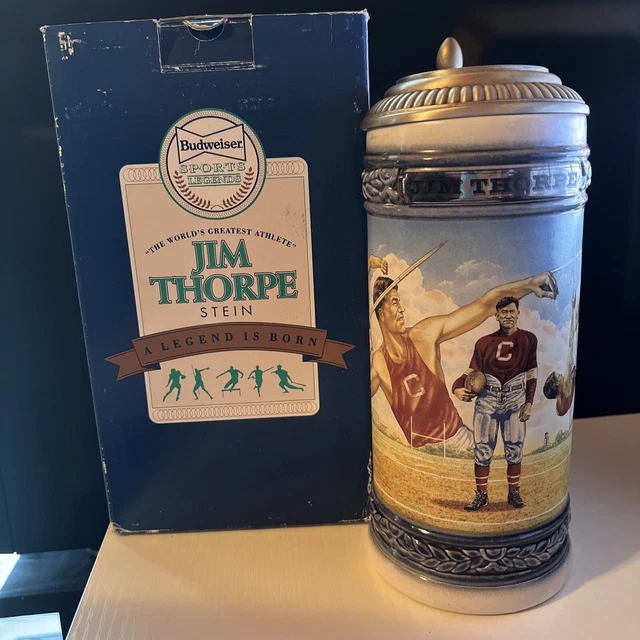 Budweiser
SPORTS
LEGENDS
"THE WORLD'S GREATEST ATHLETE"
JIM
THORPE
STEIN
A LEGEND IS BORN
JIM THORPE
C
C